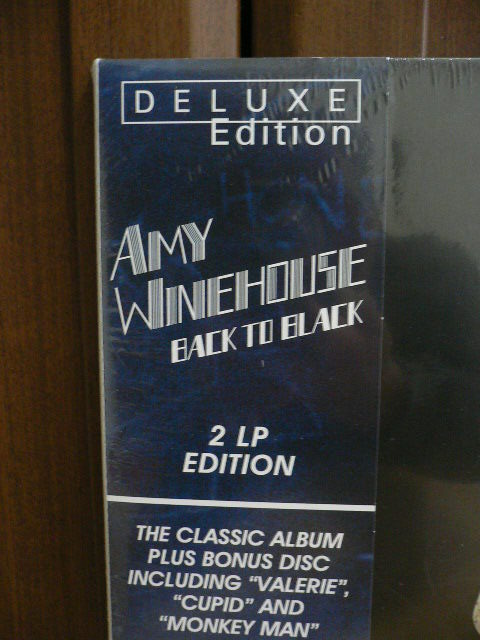 DELUXE
Edition
AMY
WINEHOUSE
BACK TO BLACK
2 LP
EDITION
THE CLASSIC ALBUM
PLUS BONUS DISC
INCLUDING "VALERIE",
"CUPID" AND
"MONKEY MAN"